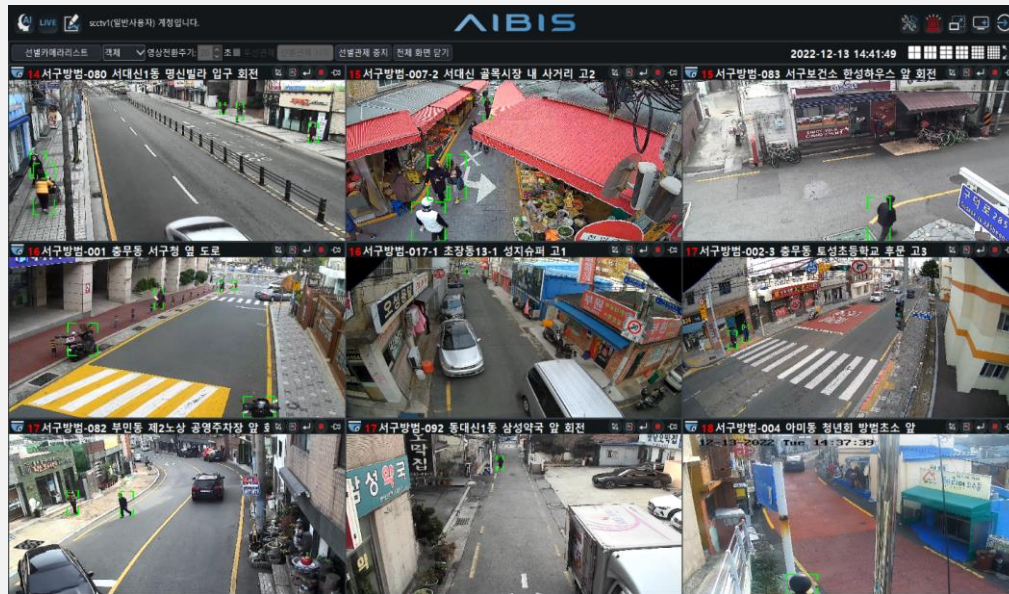 AI LIVE scctv1(일반사용자) 계정입니다.
AIBIS
선별카메라리스트 객체 영상전환주기: 초 선별관제 중지 전체 화면 닫기
2022-12-13 14:41:49
14 서구방범-080 서대신1동 명신빌라 입구 회전
15 서구방범-007-2 서대신 골목시장 내 사거리 고2
15 서구방범-083 서구보건소 한성하우스 앞 회전
구덕로285
16 서구방범-001 충무동 서구청 옆 도로
16 서구방범-017-1 초장동13-1 성지슈퍼 고1
17 서구방범-002-3 충무동 토성초등학교 후문 고3
17 서구방범-082 부민동 제2노상 공영주차장 앞
17 서구방범-092 동대신1동 삼성약국 앞 회전
18 서구방범-004 아미동 청년회 방범초소 앞
삼성약국
12-13-2022 Tue 14:37:39